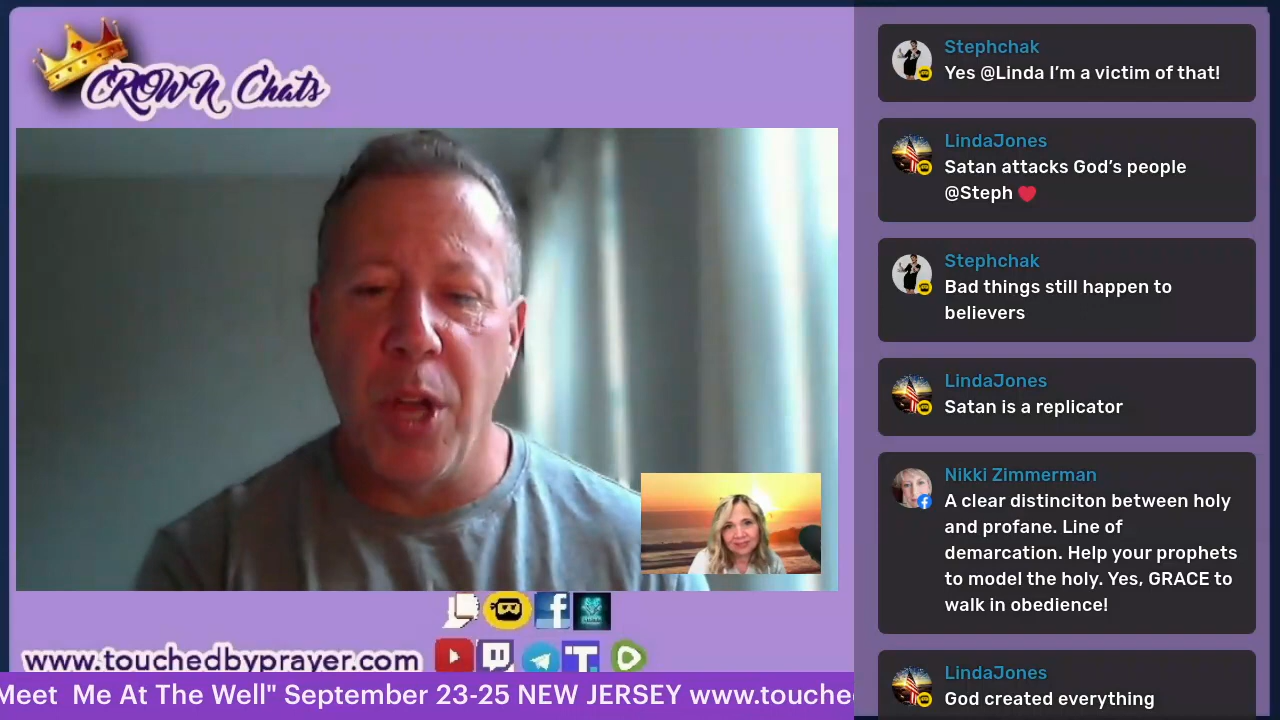 CROWN Chats
www.touchedbyprayer.com
Meet Me At The Well" September 23-25 NEW JERSEY www.touche
Stephchak
Yes @Linda I’m a victim of that!
LindaJones
Satan attacks God’s people
@Steph ❤️
Stephchak
Bad things still happen to
believers
LindaJones
Satan is a replicator
Nikki Zimmerman
A clear distinciton between holy
and profane. Line of
demarcation. Help your prophets
to model the holy. Yes, GRACE to
walk in obedience!
LindaJones
God created everything